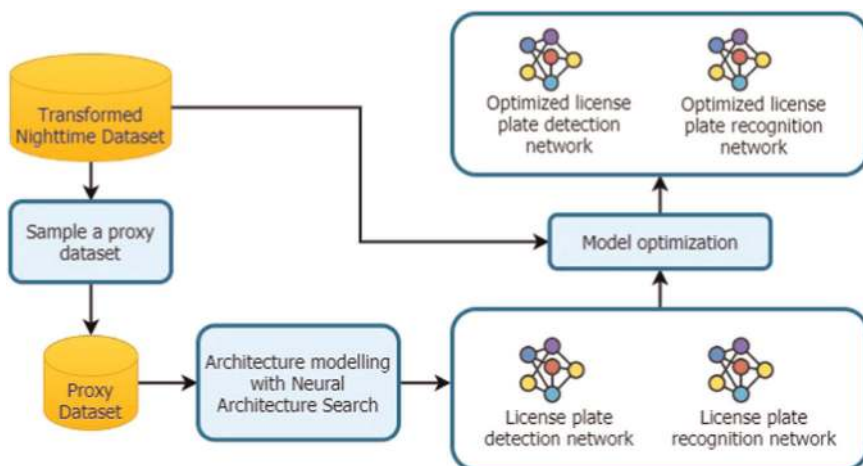 Transformed
Nighttime Dataset
Sample a proxy
dataset
Proxy
Dataset
Architecture modelling
with Neural
Architecture Search
License plate
detection network
License plate
recognition network
Model optimization
Optimized license
plate detection
network
Optimized license
plate recognition
network